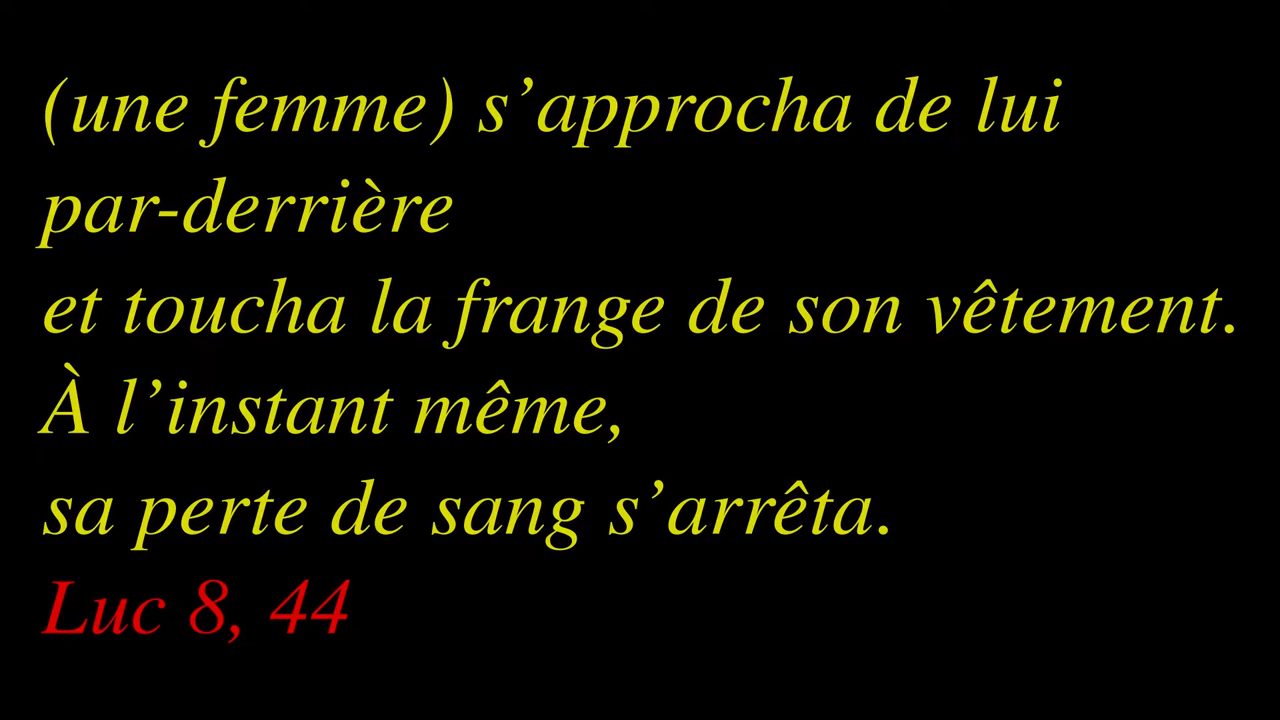 (une femme) s’approcha de lui
par-derrière
et toucha la frange de son vêtement.
À l’instant même,
sa perte de sang s’arrêta.
Luc 8, 44